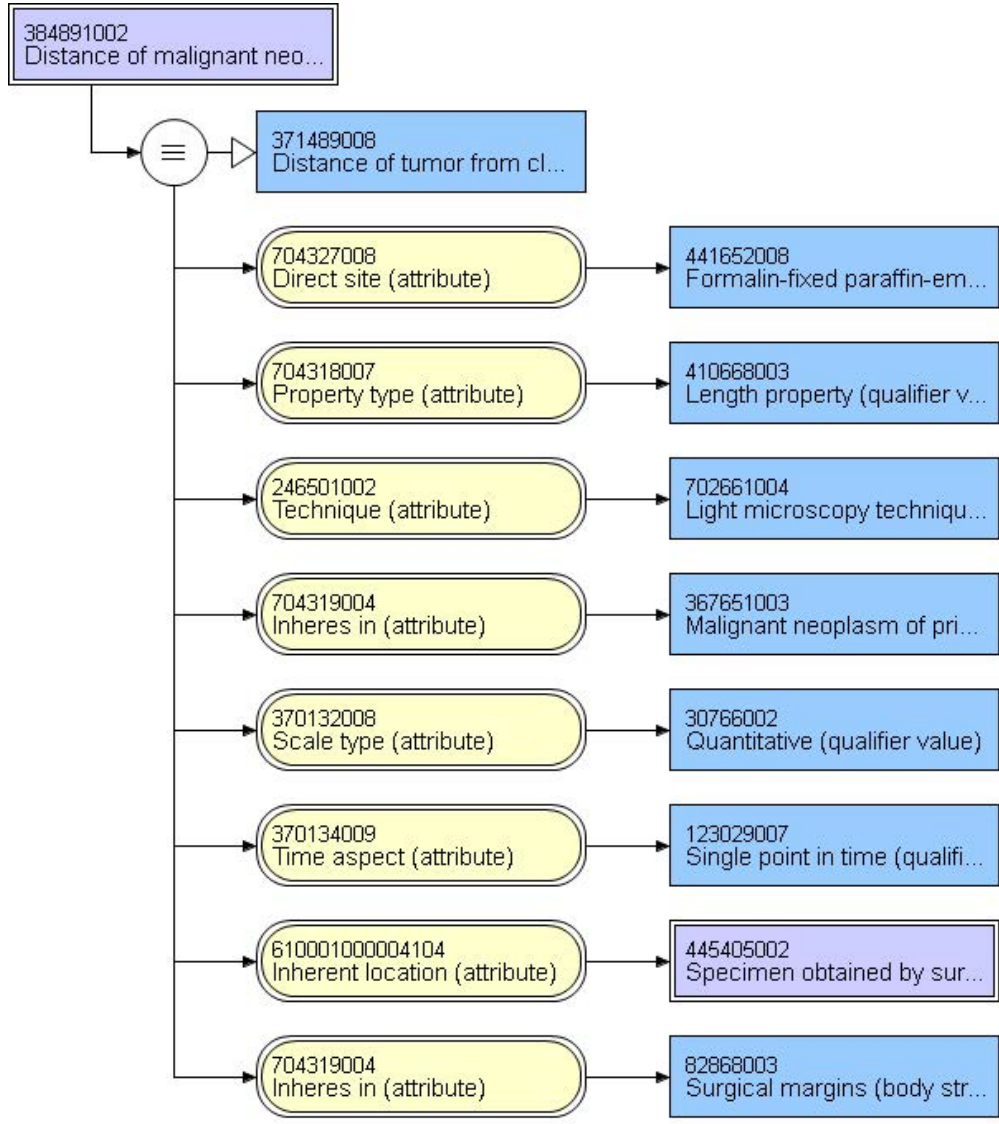 384891002
Distance of malignant neo...
371489008
Distance of tumor from cl...
704327008
Direct site (attribute)
441652008
Formalin-fixed paraffin-em...
704318007
Property type (attribute)
410668003
Length property (qualifier v...
246501002
Technique (attribute)
702661004
Light microscopy techniqu...
704319004
Inheres in (attribute)
367651003
Malignant neoplasm of pri...
370132008
Scale type (attribute)
30766002
Quantitative (qualifier value)
370134009
Time aspect (attribute)
123029007
Single point in time (qualifi...
610001000004104
Inherent location (attribute)
445405002
Specimen obtained by sur...
704319004
Inheres in (attribute)
82868003
Surgical margins (body str...